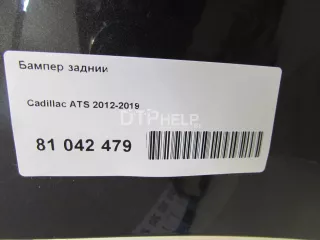 Бампер задний
Cadillac ATS 2012-2019
DTPHelp
81 042 479